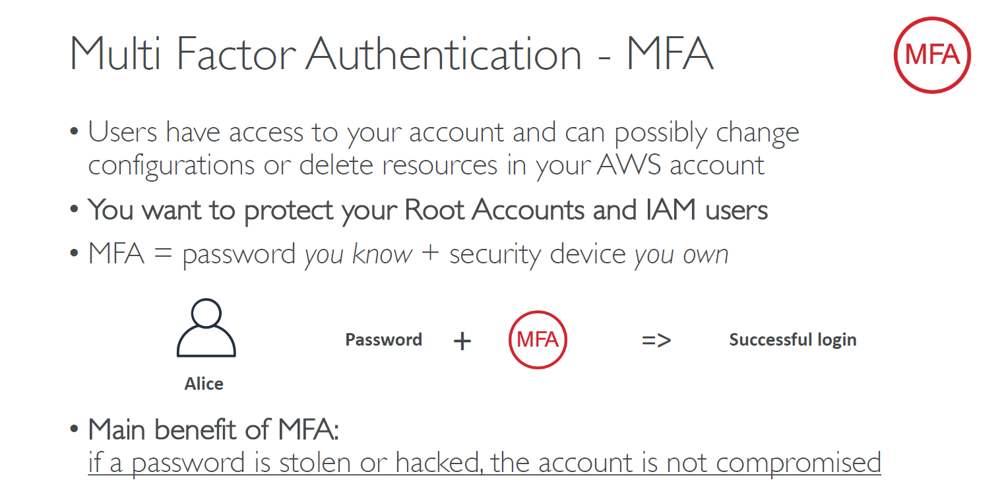 Multi Factor Authentication - MFA
MFA
• Users have access to your account and can possibly change
configurations or delete resources in your AWS account
• You want to protect your Root Accounts and IAM users
• MFA = password you know + security device you own
Password + MFA => Successful login
Alice
• Main benefit of MFA:
if a password is stolen or hacked, the account is not compromised